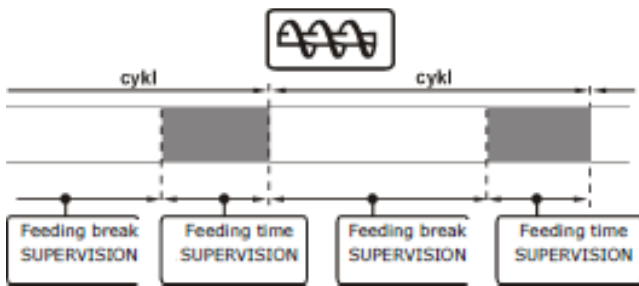 cykl
cykl
Feeding break
SUPERVISION
Feeding time
SUPERVISION
Feeding break
SUPERVISION
Feeding time
SUPERVISION